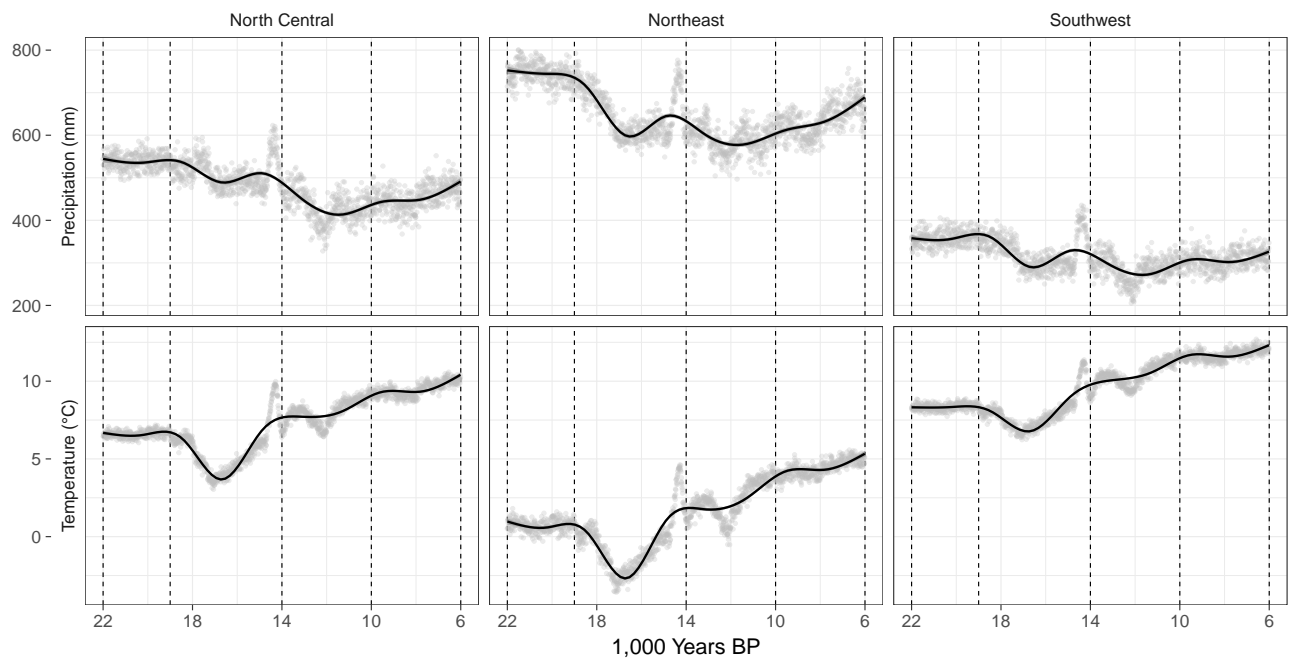 North Central
Northeast
Southwest
Precipitation (mm)
800
600
400
200
Temperature (°C)
10
5
0
22 18 14 10 6
22 18 14 10 6
22 18 14 10 6
1,000 Years BP